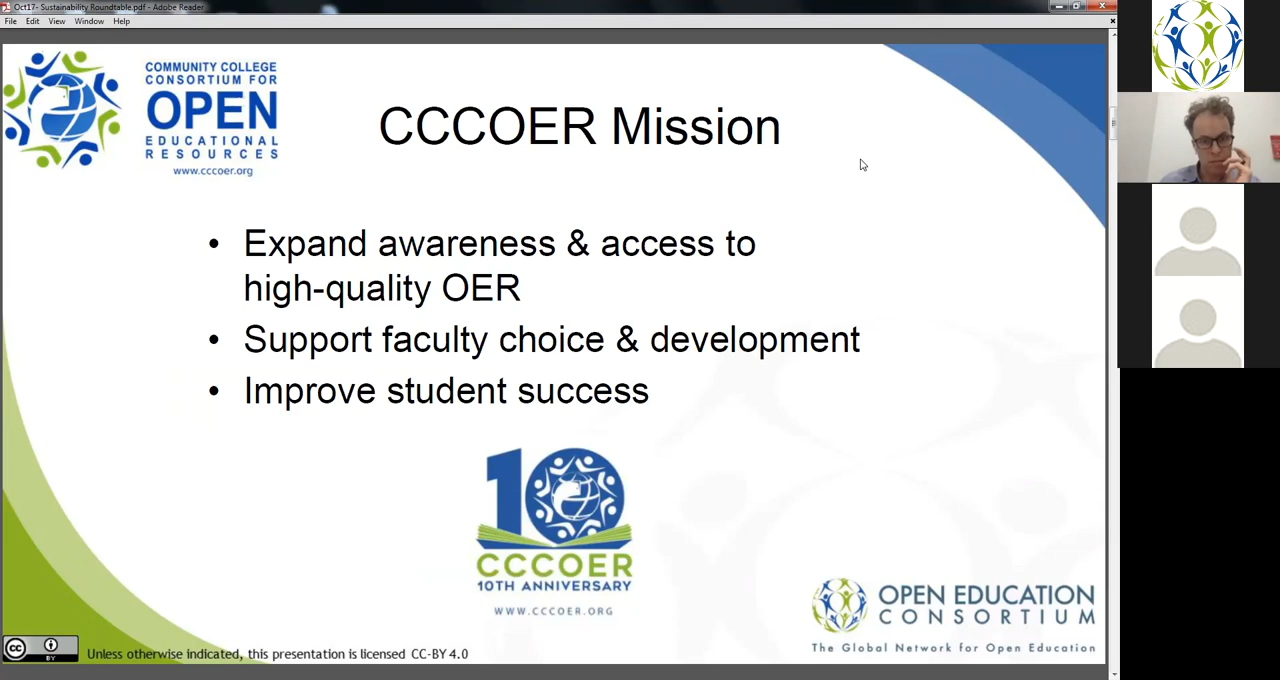 Oct17- Sustainability Roundtable.pdf - Adobe Reader
File Edit View Window Help
COMMUNITY COLLEGE
CONSORTIUM FOR
OPEN
EDUCATIONAL
RESOURCES
www.cccoer.org
CCCOER Mission
• Expand awareness & access to
high-quality OER
• Support faculty choice & development
• Improve student success
10
CCCOER
10TH ANNIVERSARY
WWW.CCCOER.ORG
OPEN EDUCATION
CONSORTIUM
The Global Network for Open Education
cc
BY
Unless otherwise indicated, this presentation is licensed CC-BY 4.0